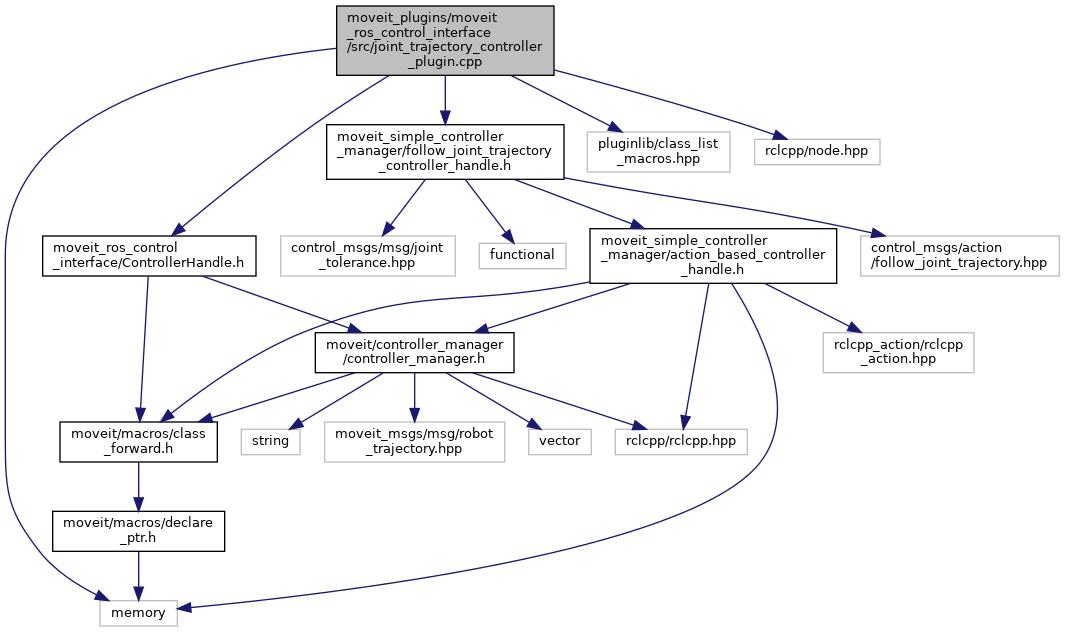 moveit_plugins/moveit
_ros_control_interface
/src/joint_trajectory_controller
_plugin.cpp
moveit_simple_controller
_manager/follow_joint_trajectory
_controller_handle.h
pluginlib/class_list
_macros.hpp
rclcpp/node.hpp
moveit_ros_control
_interface/ControllerHandle.h
control_msgs/msg/joint
_tolerance.hpp
functional
moveit_simple_controller
_manager/action_based_controller
_handle.h
control_msgs/action
/follow_joint_trajectory.hpp
moveit/controller_manager
/controller_manager.h
rclcpp_action/rclcpp
_action.hpp
moveit/macros/class
_forward.h
string
moveit_msgs/msg/robot
_trajectory.hpp
vector
rclcpp/rclcpp.hpp
moveit/macros/declare
_ptr.h
memory